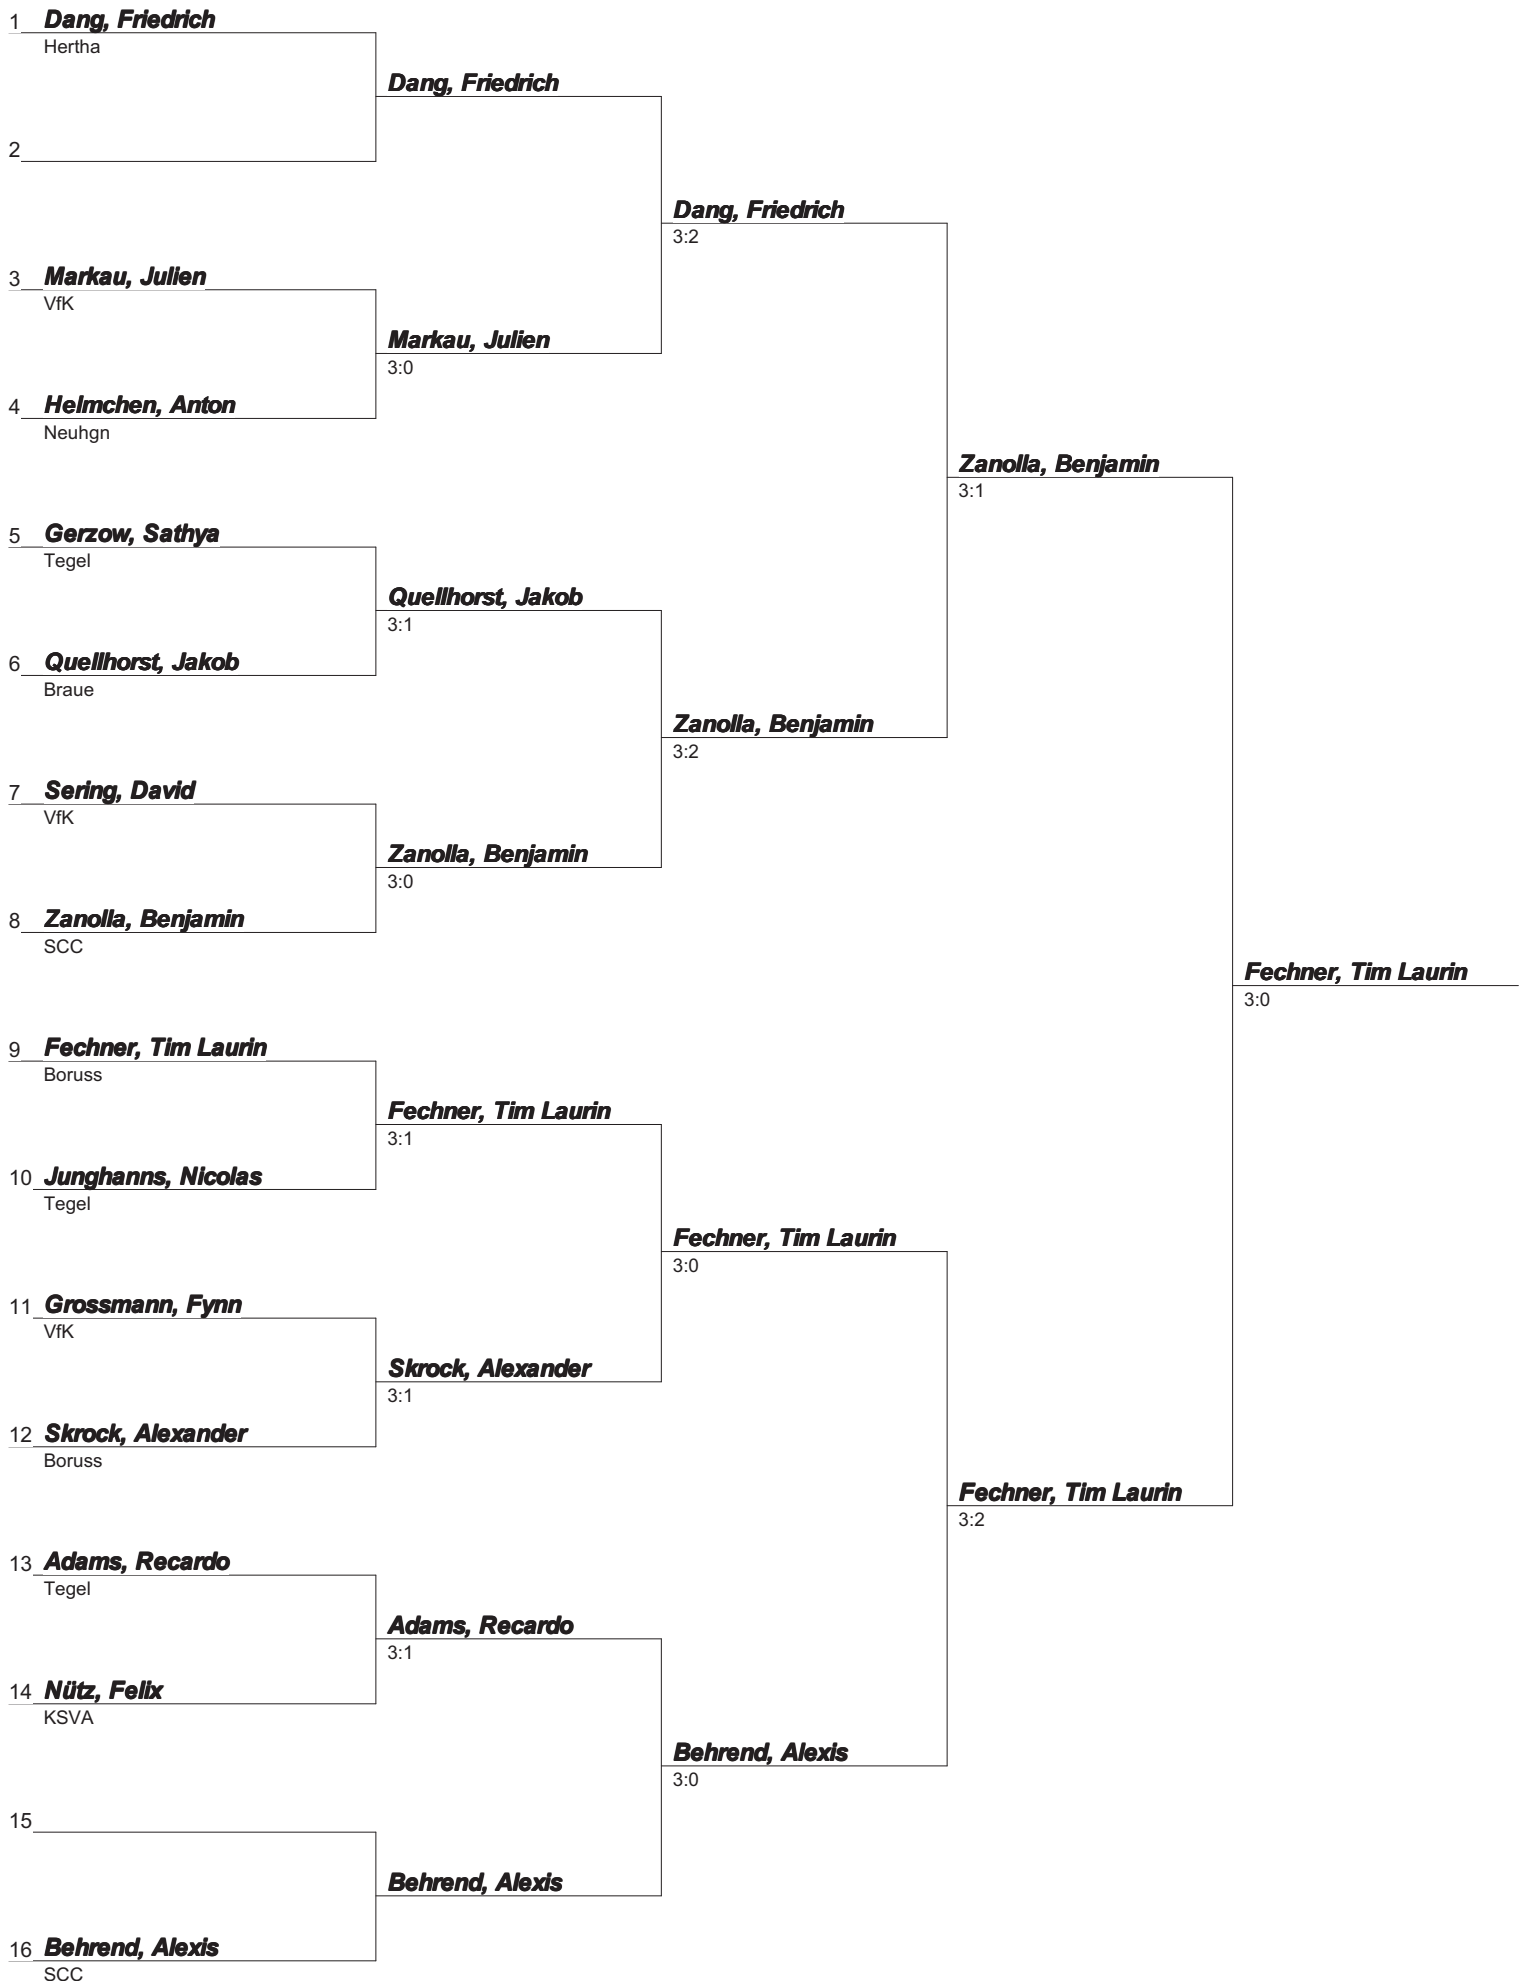 1 Dang, Friedrich
Hertha
Dang, Friedrich
2
Dang, Friedrich
3:2
3 Markau, Julien
VfK
Markau, Julien
3:0
4 Helmchen, Anton
Neuhgn
Zanolla, Benjamin
3:1
5 Gerzow, Sathya
Tegel
Quellhorst, Jakob
3:1
6 Quellhorst, Jakob
Braue
Zanolla, Benjamin
3:2
7 Sering, David
VfK
Zanolla, Benjamin
3:0
8 Zanolla, Benjamin
SCC
Fechner, Tim Laurin
3:0
9 Fechner, Tim Laurin
Boruss
Fechner, Tim Laurin
3:1
10 Junghanns, Nicolas
Tegel
Fechner, Tim Laurin
3:0
11 Grossmann, Fynn
VfK
Skrock, Alexander
3:1
12 Skrock, Alexander
Boruss
Fechner, Tim Laurin
3:2
13 Adams, Recardo
Tegel
Adams, Recardo
3:1
14 Nütz, Felix
KSVA
Behrend, Alexis
3:0
15
Behrend, Alexis
16 Behrend, Alexis
SCC